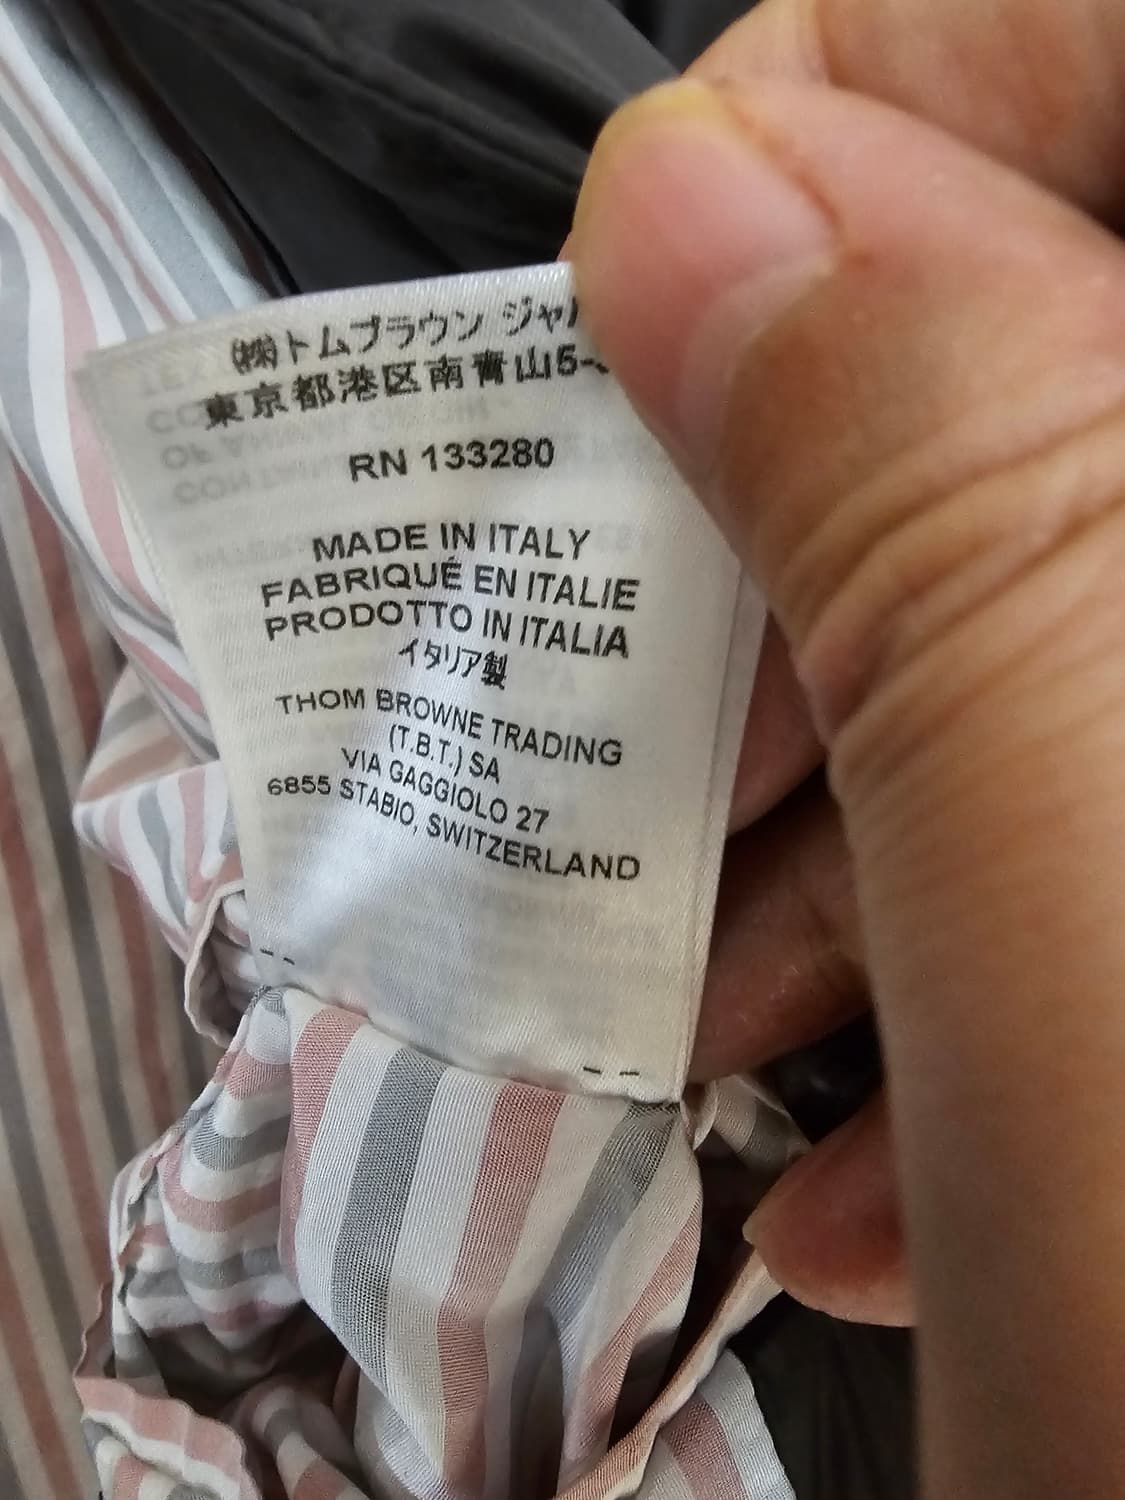 ㈱トムブラウン ジャ
東京都港区南青山5-
RN 133280
MADE IN ITALY
FABRIQUÉ EN ITALIE
PRODOTTO IN ITALIA
イタリア製
THOM BROWNE TRADING
(T.B.T.) SA
VIA GAGGIOLO 27
6855 STABIO, SWITZERLAND